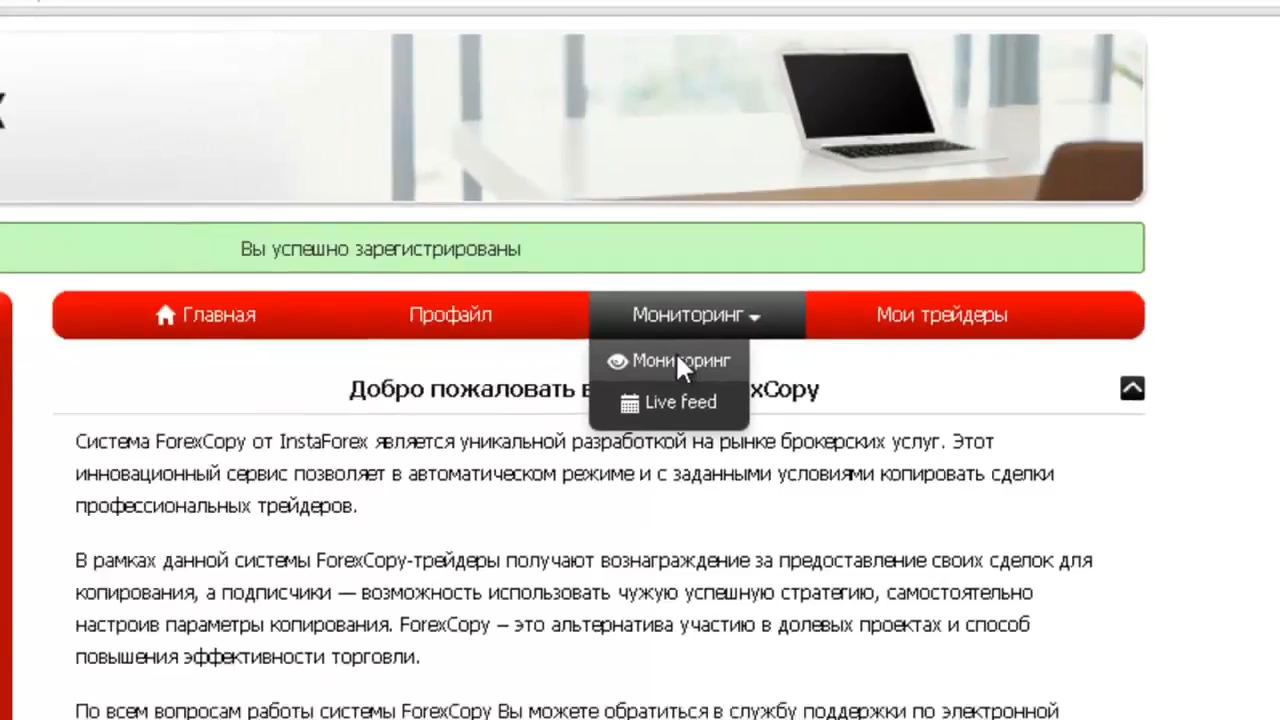 Вы успешно зарегистрированы
Главная Профайл Мониторинг Мои трейдеры
Мониторинг
Live feed
Добро пожаловать в xCopy
Система ForexCopy от InstaForex является уникальной разработкой на рынке брокерских услуг. Этот
инновационный сервис позволяет в автоматическом режиме и с заданными условиями копировать сделки
профессиональных трейдеров.
В рамках данной системы ForexCopy-трейдеры получают вознаграждение за предоставление своих сделок для
копирования, а подписчики — возможность использовать чужую успешную стратегию, самостоятельно
настроив параметры копирования. ForexCopy – это альтернатива участию в долевых проектах и способ
повышения эффективности торговли.
По всем вопросам работы системы ForexCopy Вы можете обратиться в службу поддержки по электронной